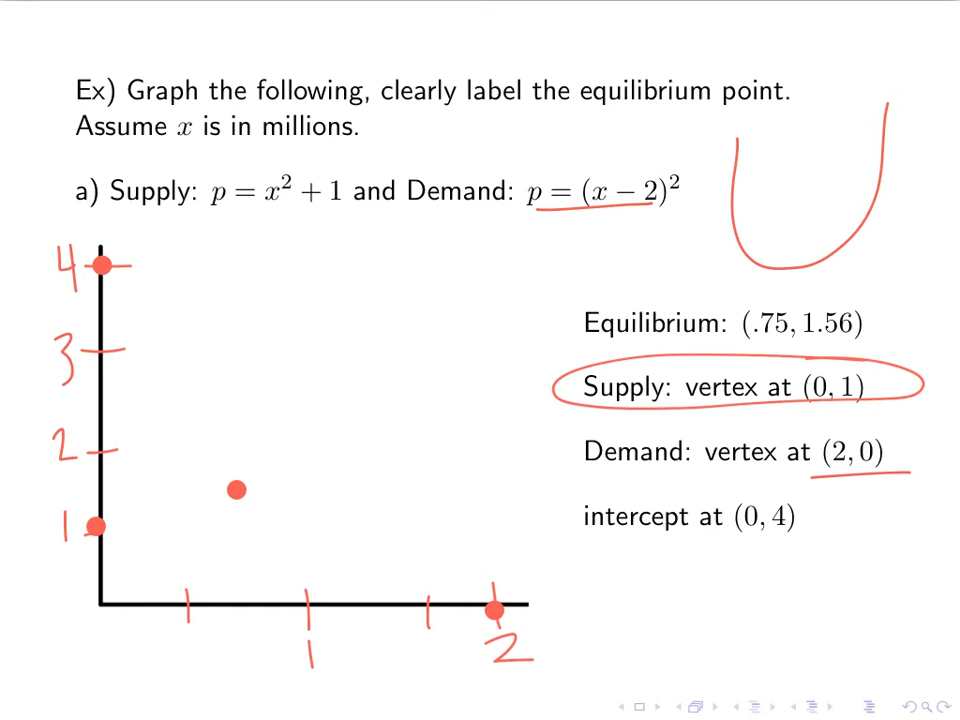 Ex) Graph the following, clearly label the equilibrium point.
Assume x is in millions.
a) Supply: p = x² + 1 and Demand: p = (x − 2)²
4
3
2
1
1
2
Equilibrium: (.75, 1.56)
Supply: vertex at (0, 1)
Demand: vertex at (2, 0)
intercept at (0, 4)